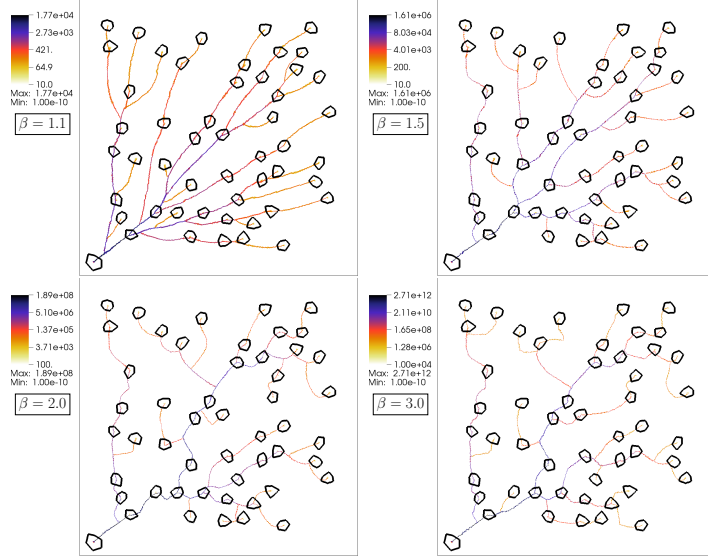 1.77e+04
2.73e+03
421.
64.9
10.0
Max: 1.77e+04
Min: 1.00e-10
β = 1.1
1.61e+06
8.03e+04
4.01e+03
200.
10.0
Max: 1.61e+06
Min: 1.00e-10
β = 1.5
1.89e+08
5.10e+06
1.37e+05
3.71e+03
100.
Max: 1.89e+08
Min: 1.00e-10
β = 2.0
2.71e+12
2.11e+10
1.65e+08
1.28e+06
1.00e+04
Max: 2.71e+12
Min: 1.00e-10
β = 3.0